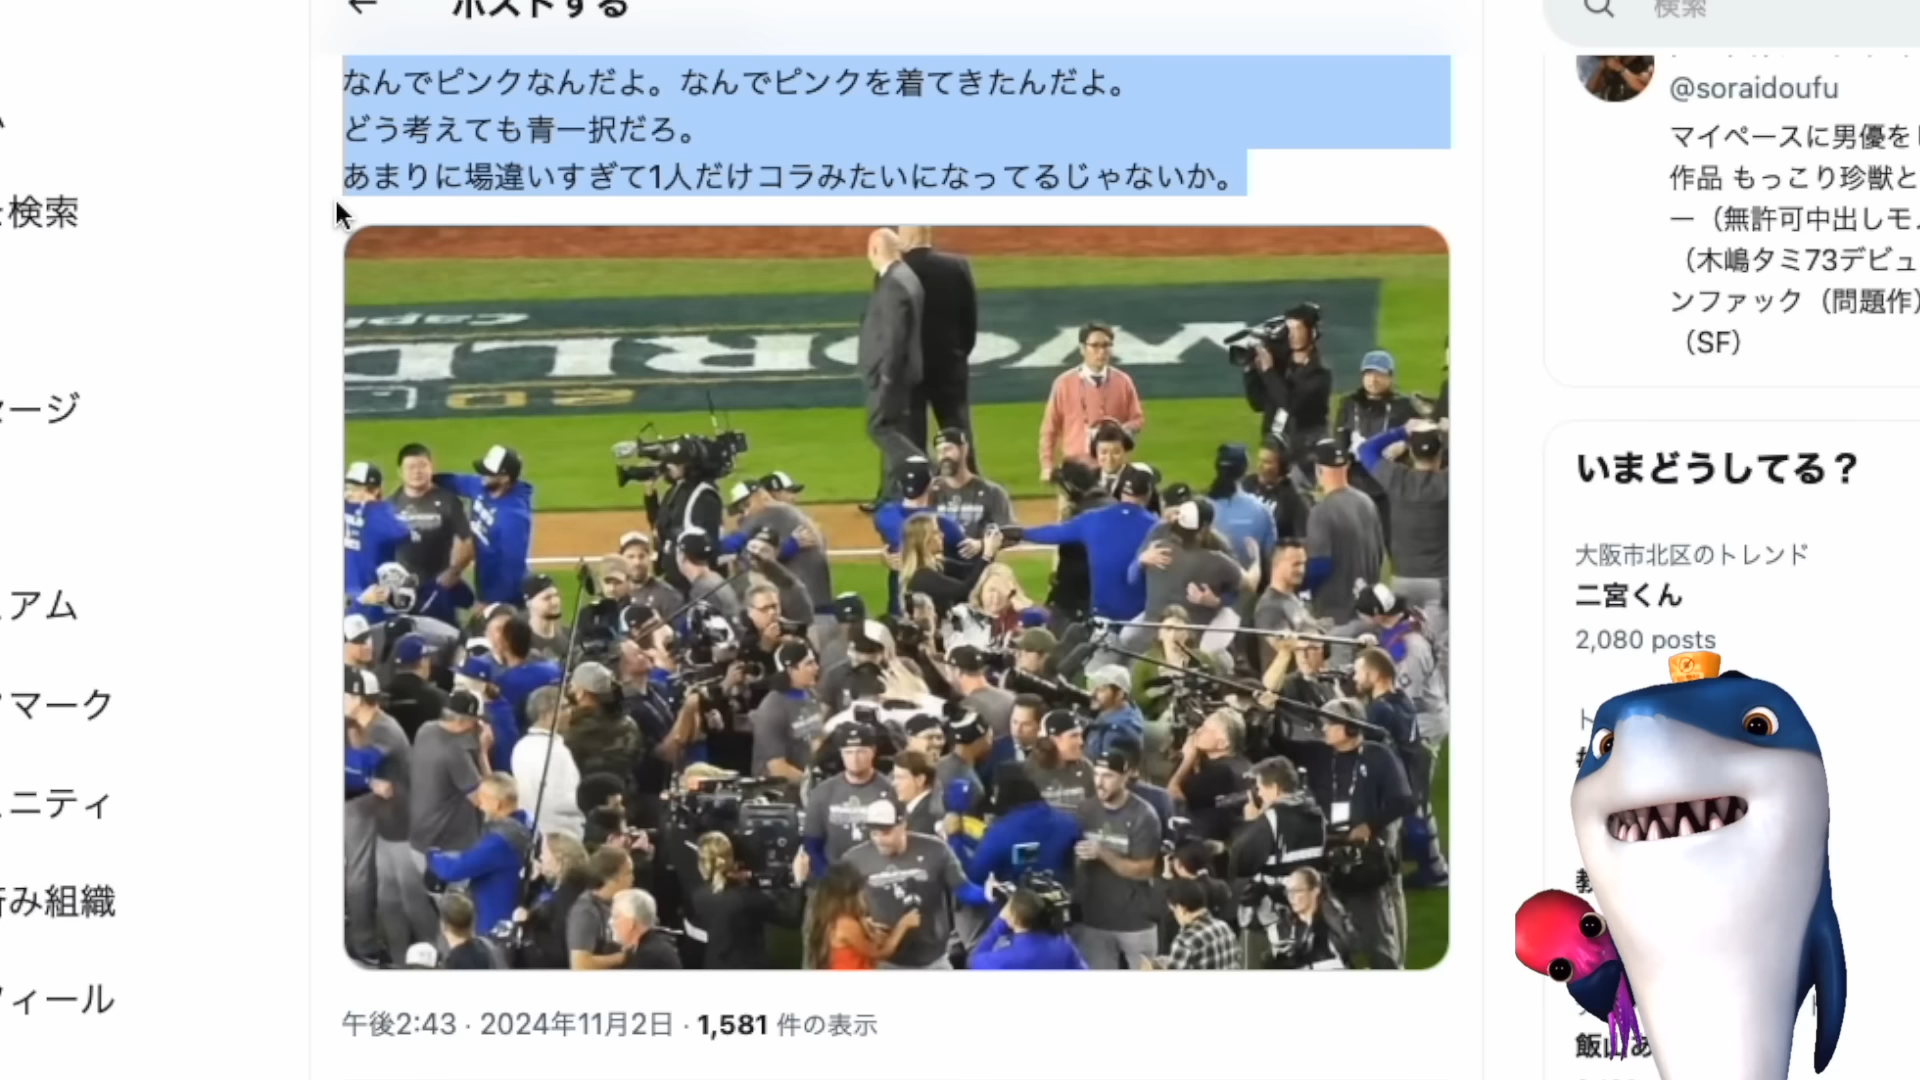 ポストする
検索
なんでピンクなんだよ。なんでピンクを着てきたんだよ。
どう考えても青一択だろ。
あまりに場違いすぎて1人だけコラみたいになってるじゃないか。
を検索
セージ
ミアム
クマーク
ュニティ
済み組織
フィール
WORLD
午後2:43 · 2024年11月2日 · 1,581 件の表示
@soraidoufu
マイペースに男優を
作品 もっこり珍獣と
ー（無許可中出しモ
（木嶋タミ73デビュ
ンファック（問題作）
（SF）
いまどうしてる？
大阪市北区のトレンド
二宮くん
2,080 posts
飯山あ